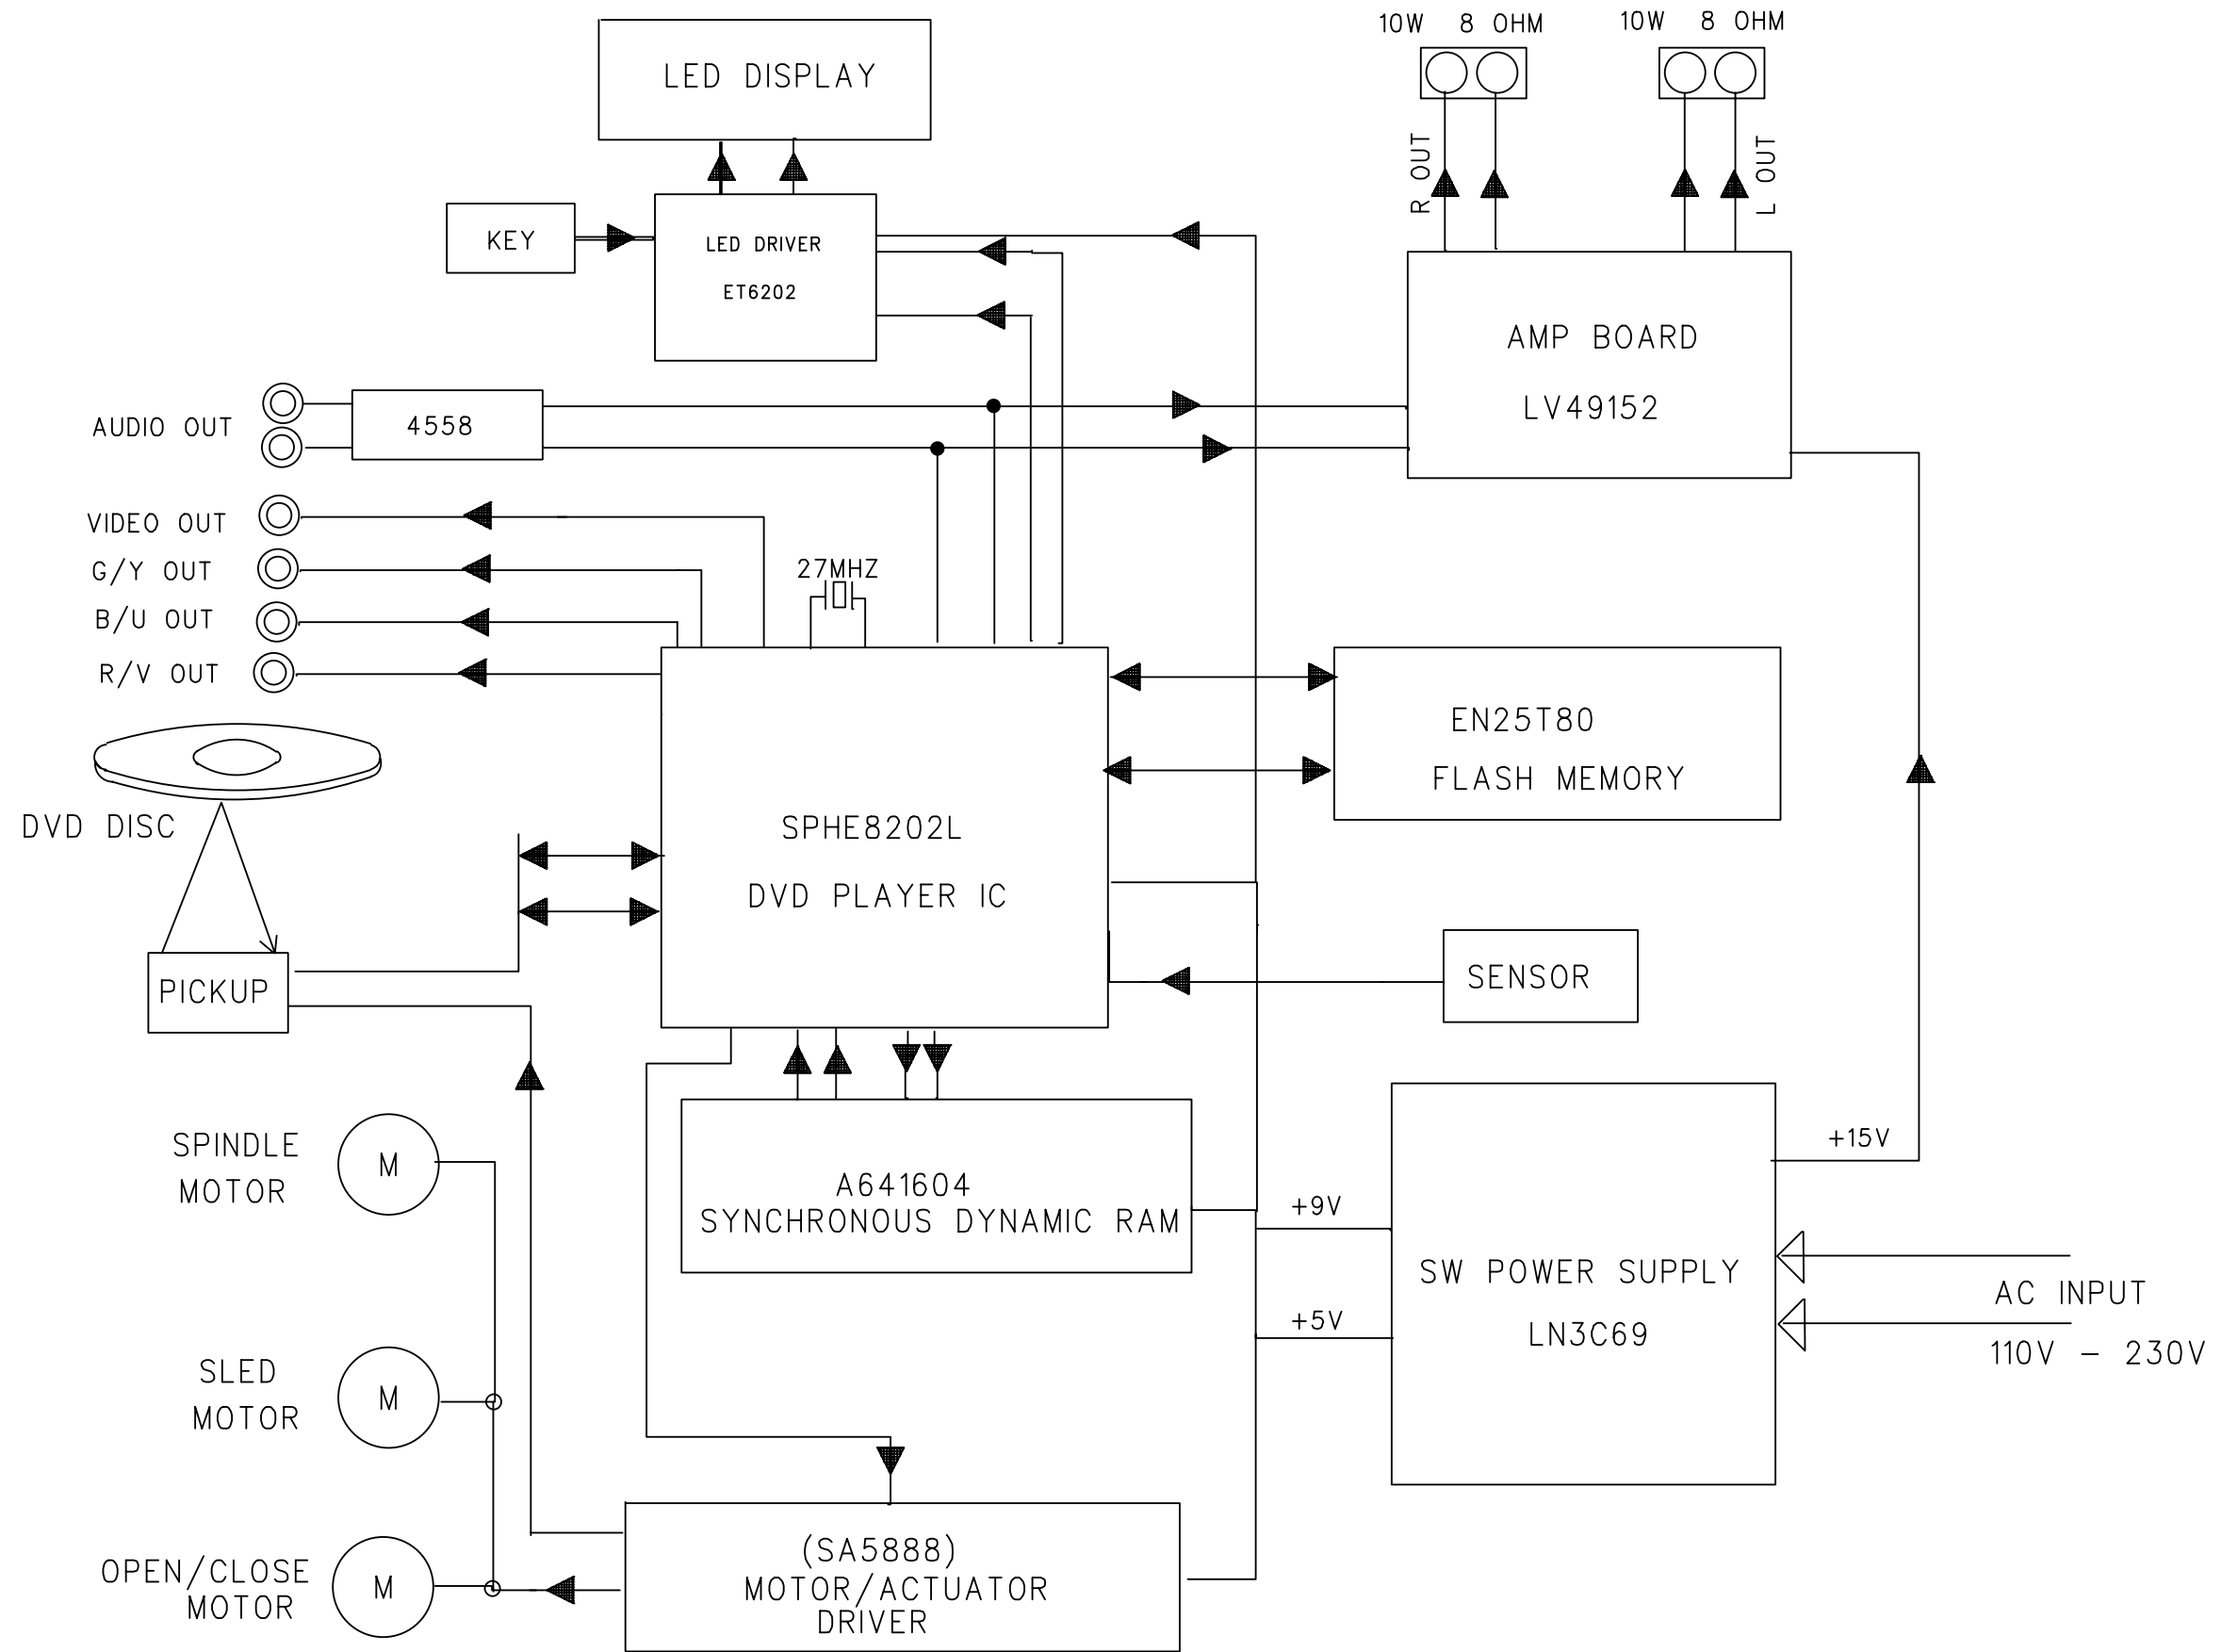 10W 8 OHM
10W 8 OHM
LED DISPLAY
R OUT
L OUT
KEY
LED DRIVER
ET6202
AMP BOARD
LV49152
AUDIO OUT
4558
VIDEO OUT
G/Y OUT
B/U OUT
R/V OUT
27MHZ
EN25T80
FLASH MEMORY
DVD DISC
SPHE8202L
DVD PLAYER IC
PICKUP
SENSOR
SPINDLE
MOTOR
M
A641604
SYNCHRONOUS DYNAMIC RAM
+15V
+9V
+5V
SW POWER SUPPLY
LN3C69
AC INPUT
110V - 230V
SLED
MOTOR
M
OPEN/CLOSE
MOTOR
M
(SA5888)
MOTOR/ACTUATOR
DRIVER